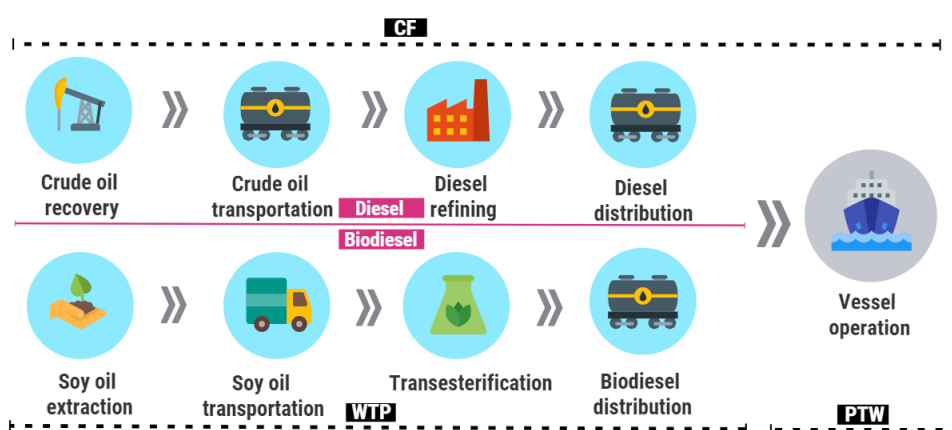 CF
Crude oil
recovery
Crude oil
transportation
Diesel
refining
Diesel
distribution
Diesel
Biodiesel
Vessel
operation
Soy oil
extraction
Soy oil
transportation
Transesterification
Biodiesel
distribution
WTP
PTW